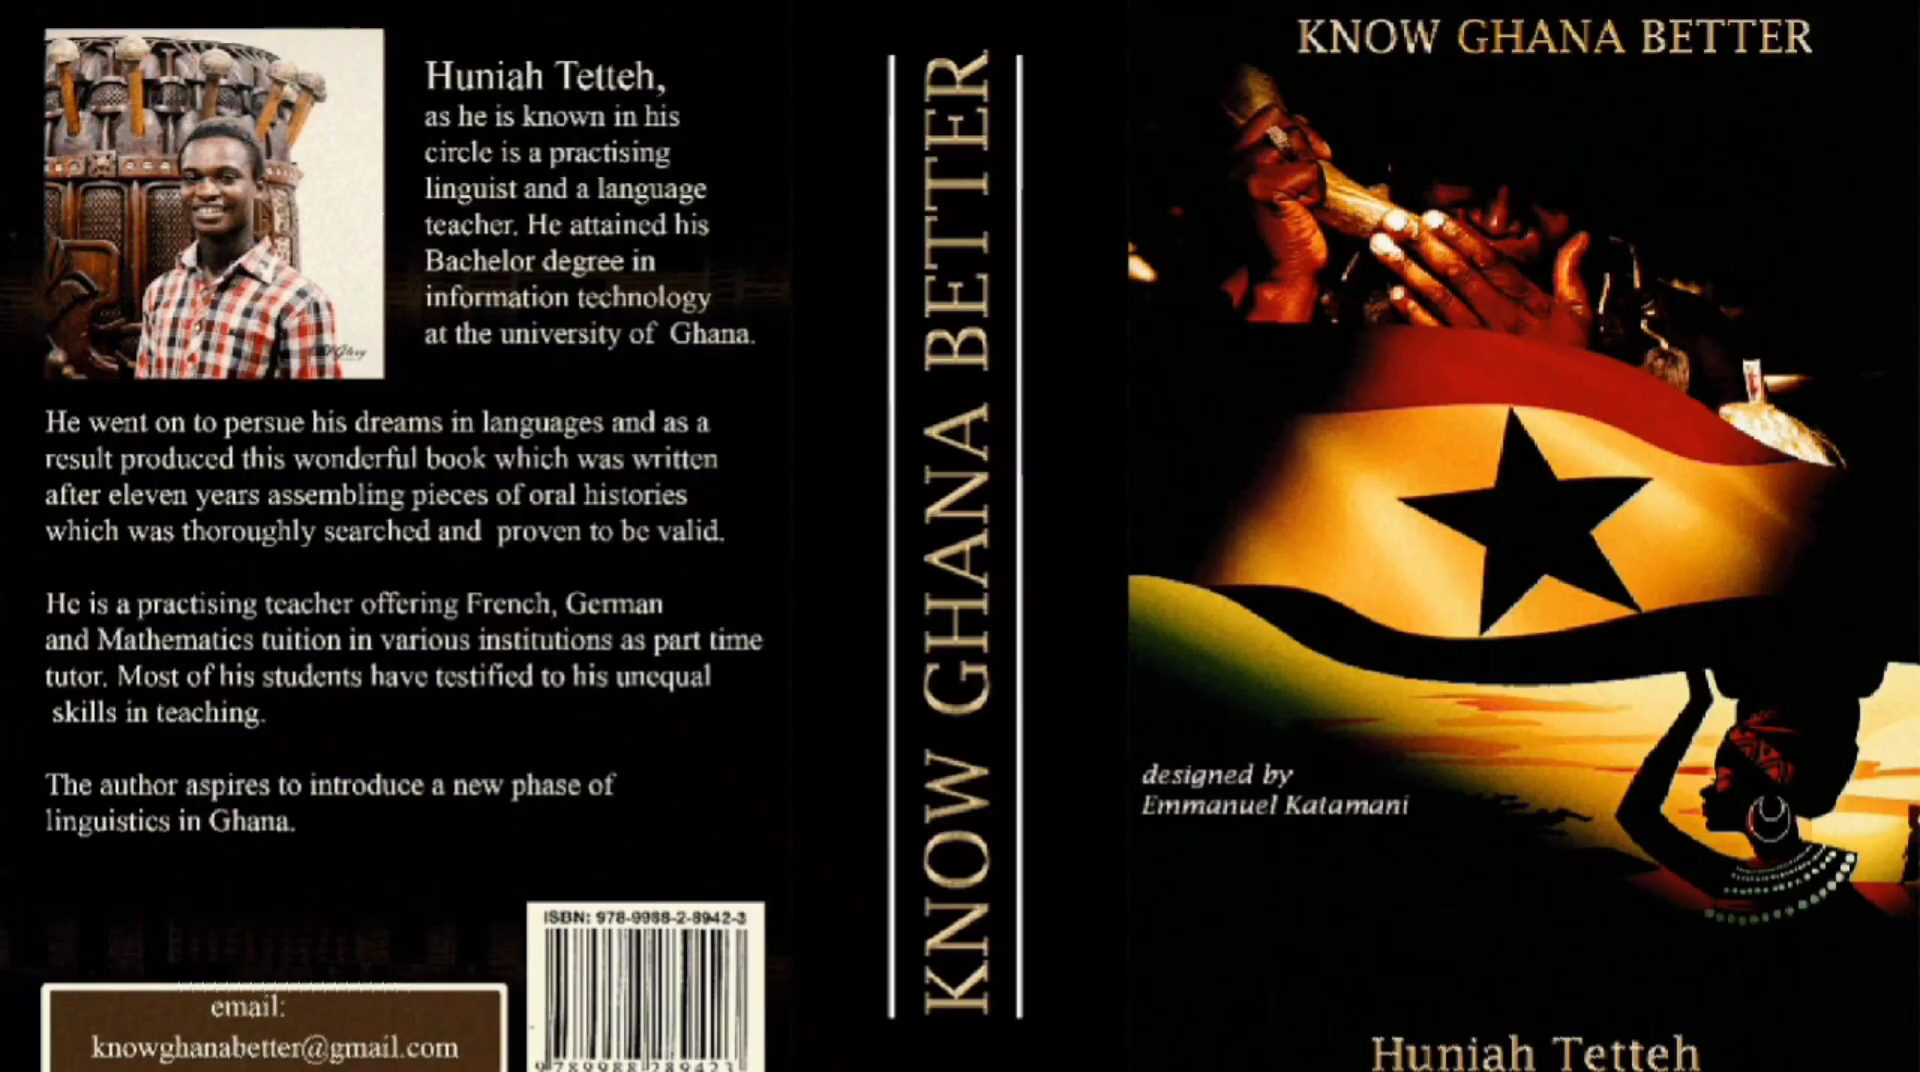 Huniah Tetteh,
as he is known in his
circle is a practising
linguist and a language
teacher. He attained his
Bachelor degree in
information technology
at the university of Ghana.
He went on to persue his dreams in languages and as a
result produced this wonderful book which was written
after eleven years assembling pieces of oral histories
which was thoroughly searched and proven to be valid.
He is a practising teacher offering French, German
and Mathematics tuition in various institutions as part time
tutor. Most of his students have testified to his unequal
skills in teaching.
The author aspires to introduce a new phase of
linguistics in Ghana.
ISBN: 978-9988-2-8942-3
9 789988 289423
email:
knowghanabetter@gmail.com
KNOW GHANA BETTER
KNOW GHANA BETTER
designed by
Emmanuel Katamani
Huniah Tetteh